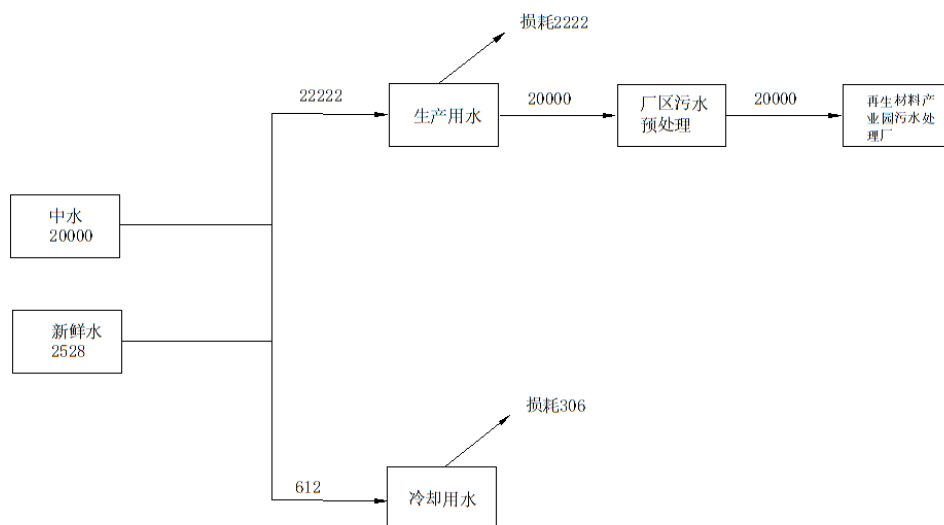 损耗2222
22222
生产用水
20000
厂区污水
预处理
20000
再生材料产
业园污水处
理厂
中水
20000
新鲜水
2528
损耗306
612
冷却用水